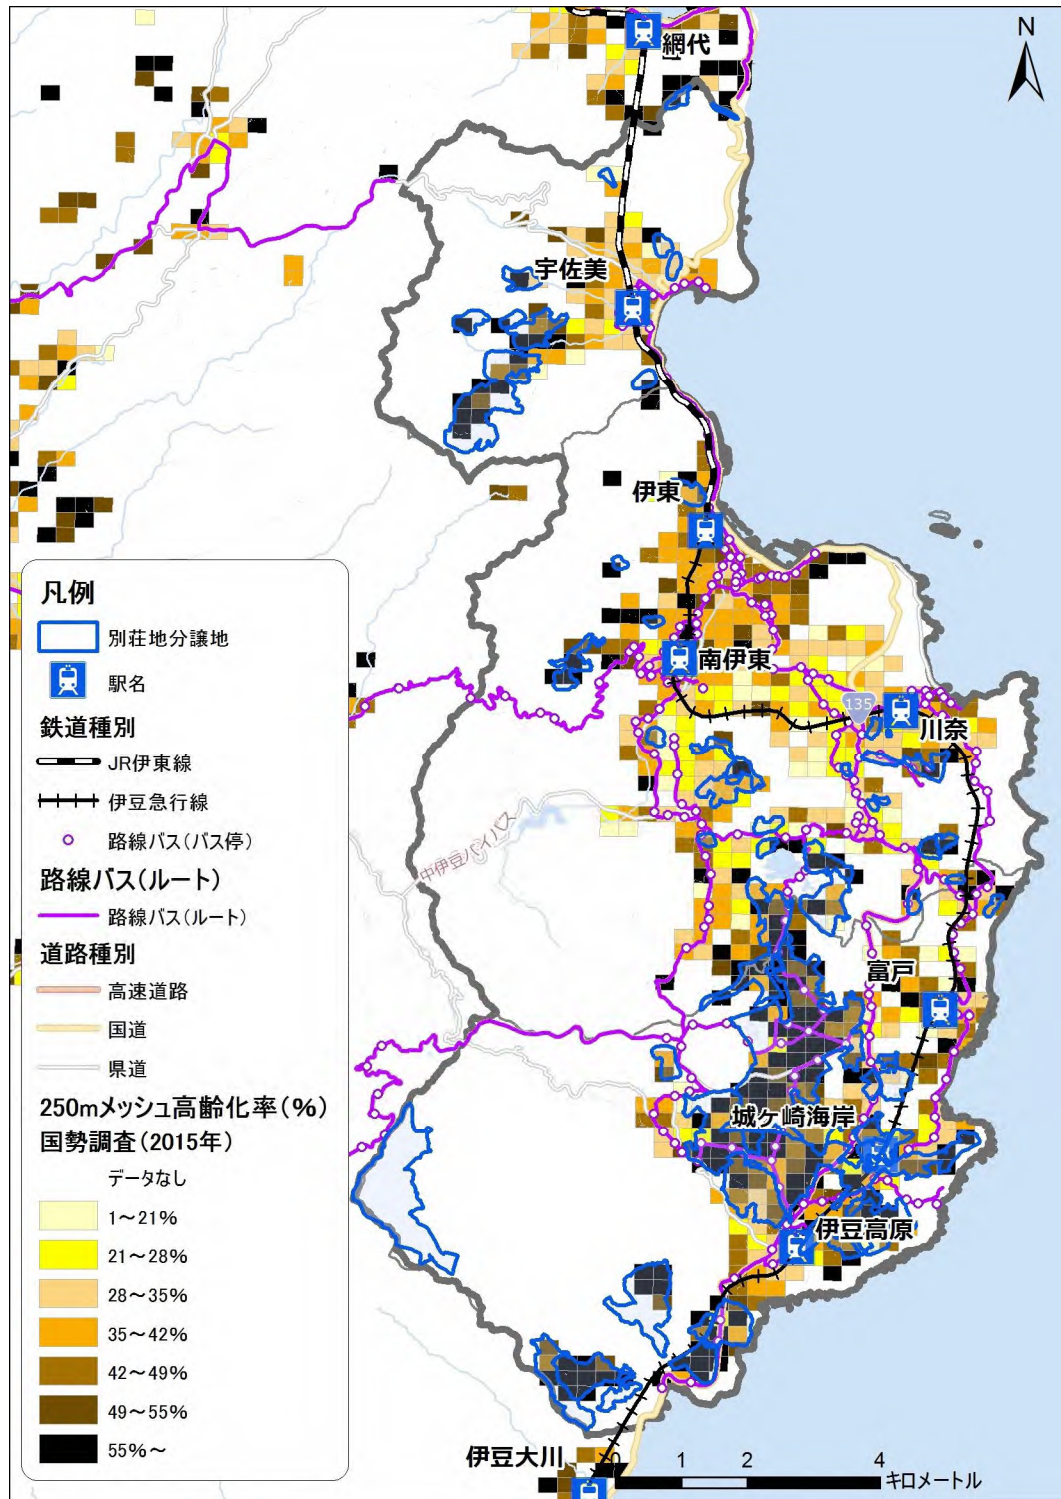 N
網代
宇佐美
伊東
南伊東
135
川奈
中伊豆バイパス
富戸
城ヶ崎海岸
伊豆高原
伊豆大川
凡例
別荘地分譲地
駅名
鉄道種別
JR伊東線
伊豆急行線
路線バス(バス停)
路線バス(ルート)
路線バス(ルート)
道路種別
高速道路
国道
県道
250mメッシュ高齢化率(%)
国勢調査(2015年)
データなし
1～21%
21～28%
28～35%
35～42%
42～49%
49～55%
55%～
0 1 2 4
キロメートル